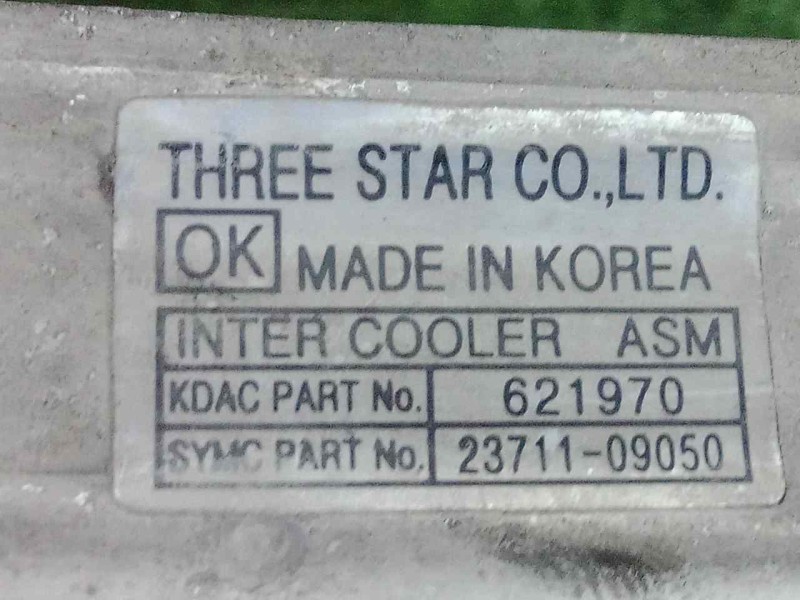 THREE STAR CO.,LTD.
OK MADE IN KOREA
INTER COOLER ASM
KDAC PART No. 621970
SYMC PART No. 23711-09050